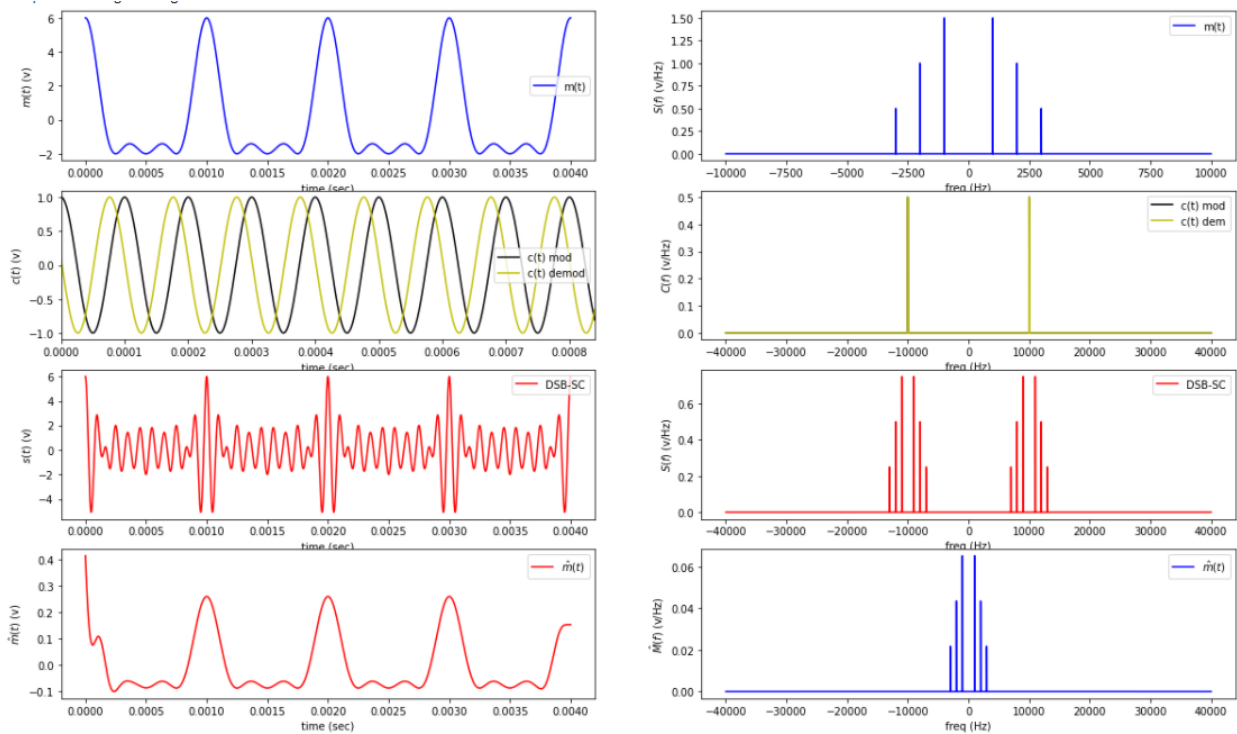 m(t) (v)
6
4
2
0
−2
m(t)
0.0000 0.0005 0.0010 0.0015 0.0020 0.0025 0.0030 0.0035 0.0040
time (sec)
S(f) (v/Hz)
1.50
1.25
1.00
0.75
0.50
0.25
0.00
m(t)
−10000 −7500 −5000 −2500 0 2500 5000 7500 10000
freq (Hz)
c(t) (v)
1.0
0.5
0.0
−0.5
−1.0
c(t) mod
c(t) demod
0.0000 0.0001 0.0002 0.0003 0.0004 0.0005 0.0006 0.0007 0.0008
C(f) (v/Hz)
0.5
0.4
0.3
0.2
0.1
0.0
c(t) mod
c(t) dem
−40000 −30000 −20000 −10000 0 10000 20000 30000 40000
freq (Hz)
s(t) (v)
6
4
2
0
−2
−4
DSB-SC
0.0000 0.0005 0.0010 0.0015 0.0020 0.0025 0.0030 0.0035 0.0040
time (sec)
S(f) (v/Hz)
0.6
0.4
0.2
0.0
DSB-SC
−40000 −30000 −20000 −10000 0 10000 20000 30000 40000
freq (Hz)
m̂(t) (v)
0.4
0.3
0.2
0.1
0.0
−0.1
m̂(t)
0.0000 0.0005 0.0010 0.0015 0.0020 0.0025 0.0030 0.0035 0.0040
time (sec)
M̂(f) (v/Hz)
0.06
0.04
0.02
0.00
m̂(t)
−40000 −30000 −20000 −10000 0 10000 20000 30000 40000
freq (Hz)